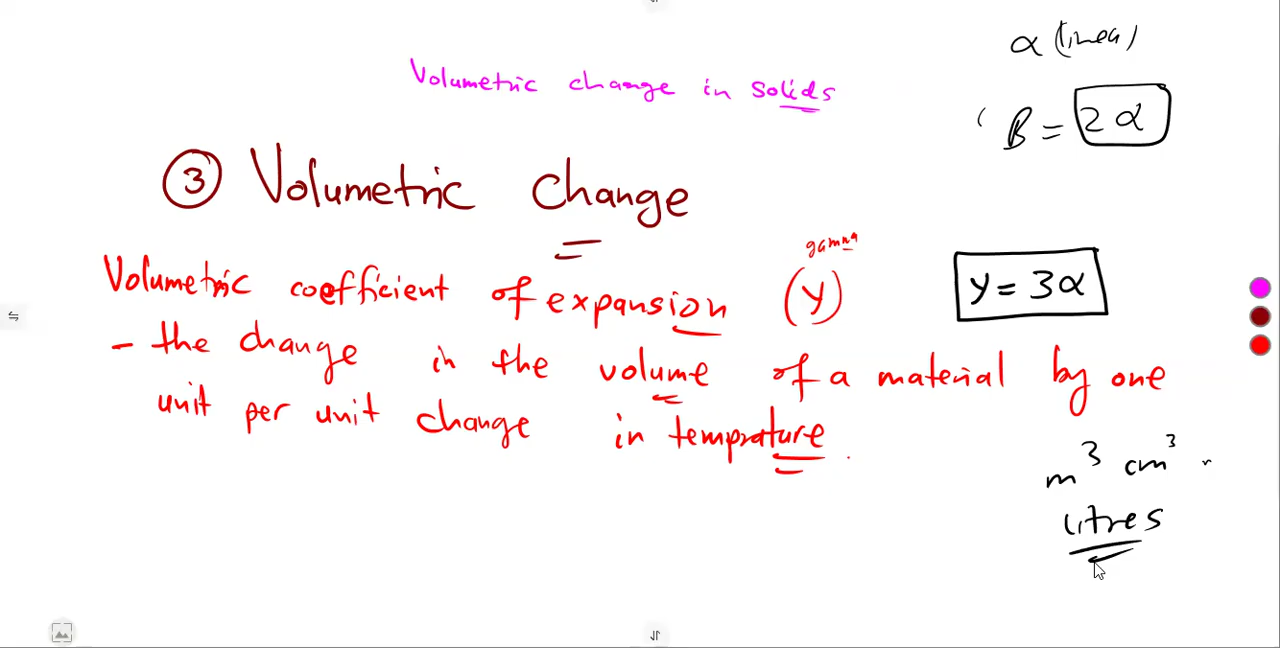 α (linea)
Volumetric change in solids
β = 2α
③ Volumetric change
gamma
Volumetric coefficient of expansion (γ)
γ = 3α
- the change in the volume of a material by one
unit per unit change in temprature.
m³ cm³
litres